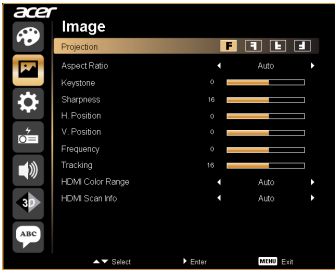 acer
Image
Projection F F F F
Aspect Ratio Auto
Keystone 0
Sharpness 16
H. Position 0
V. Position 0
Frequency 0
Tracking 16
HDMI Color Range Auto
HDMI Scan Info Auto
3D
ABC
Select Enter MENU Exit